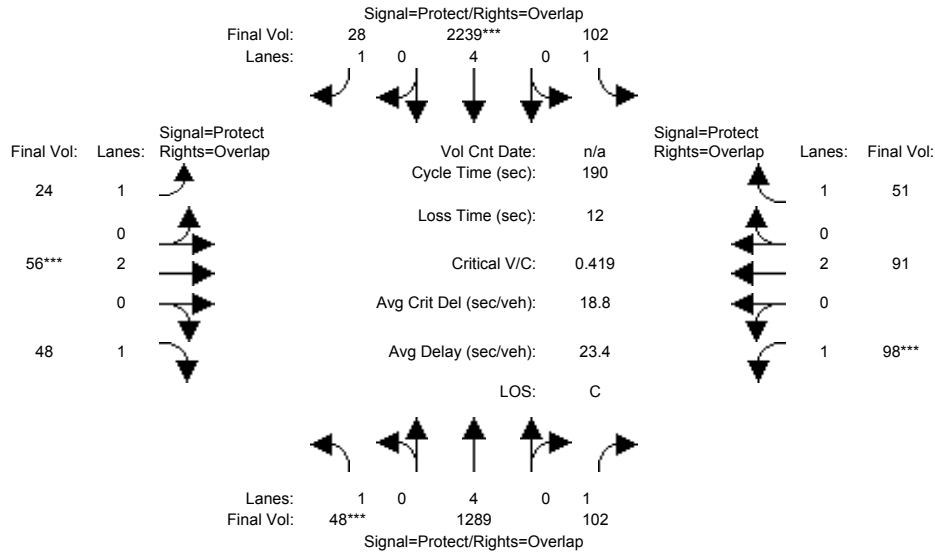 Signal=Protect/Rights=Overlap
Final Vol: 28 2239*** 102
Lanes: 1 0 4 0 1
Signal=Protect Signal=Protect
Final Vol: Lanes: Rights=Overlap Vol Cnt Date: n/a Rights=Overlap Lanes: Final Vol:
Cycle Time (sec): 190
24 1 1 51
Loss Time (sec): 12
0 0
56*** 2 Critical V/C: 0.419 2 91
0 Avg Crit Del (sec/veh): 18.8 0
48 1 Avg Delay (sec/veh): 23.4 1 98***
LOS: C
Lanes: 1 0 4 0 1
Final Vol: 48*** 1289 102
Signal=Protect/Rights=Overlap